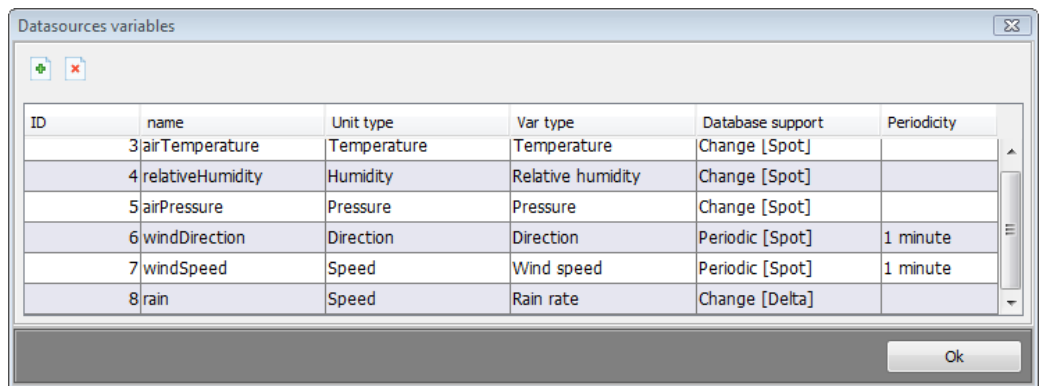 Datasources variables
ID name Unit type Var type Database support Periodicity
3 airTemperature Temperature Temperature Change [Spot]
4 relativeHumidity Humidity Relative humidity Change [Spot]
5 airPressure Pressure Pressure Change [Spot]
6 windDirection Direction Direction Periodic [Spot] 1 minute
7 windSpeed Speed Wind speed Periodic [Spot] 1 minute
8 rain Speed Rain rate Change [Delta]
Ok